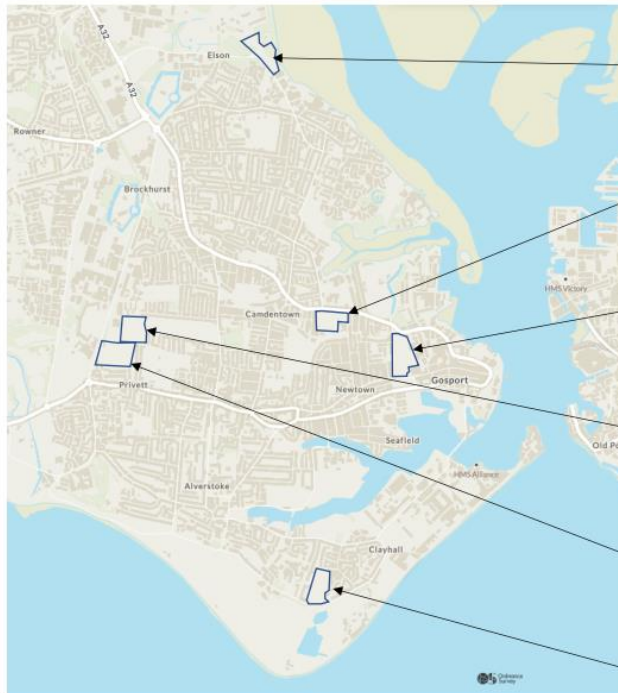 A32
Elson
A32
Rowner
Brockhurst
HMS Victory
Camdentown
Privett
Newtown
Gosport
Seafield
Old Po
HMS Alliance
Alverstoke
Clayhall
Ordnance
Survey